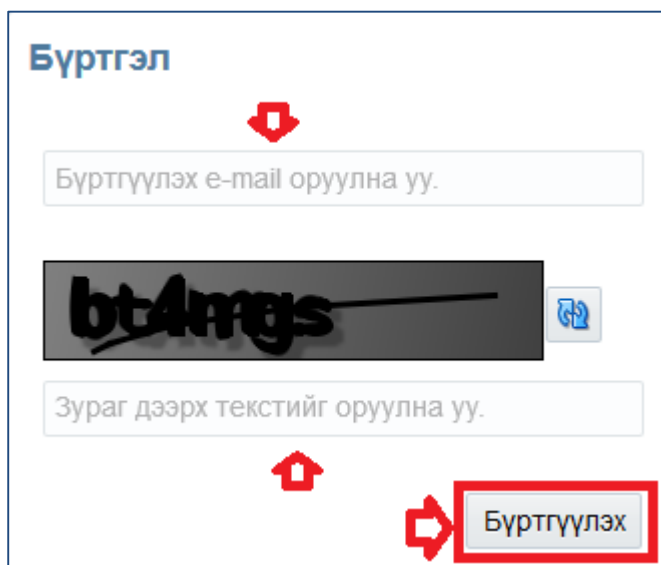 Бүртгэл
Бүртгүүлэх e-mail оруулна уу.
bt4mgs
Зураг дээрх текстийг оруулна уу.
Бүртгүүлэх